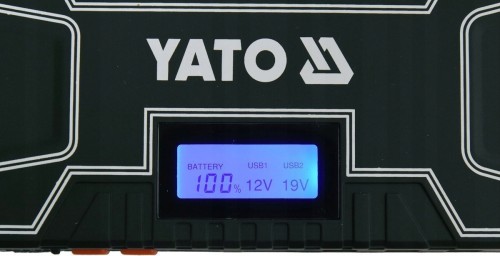 YATO
BATTERY USB1 USB2
100% 12V 19V